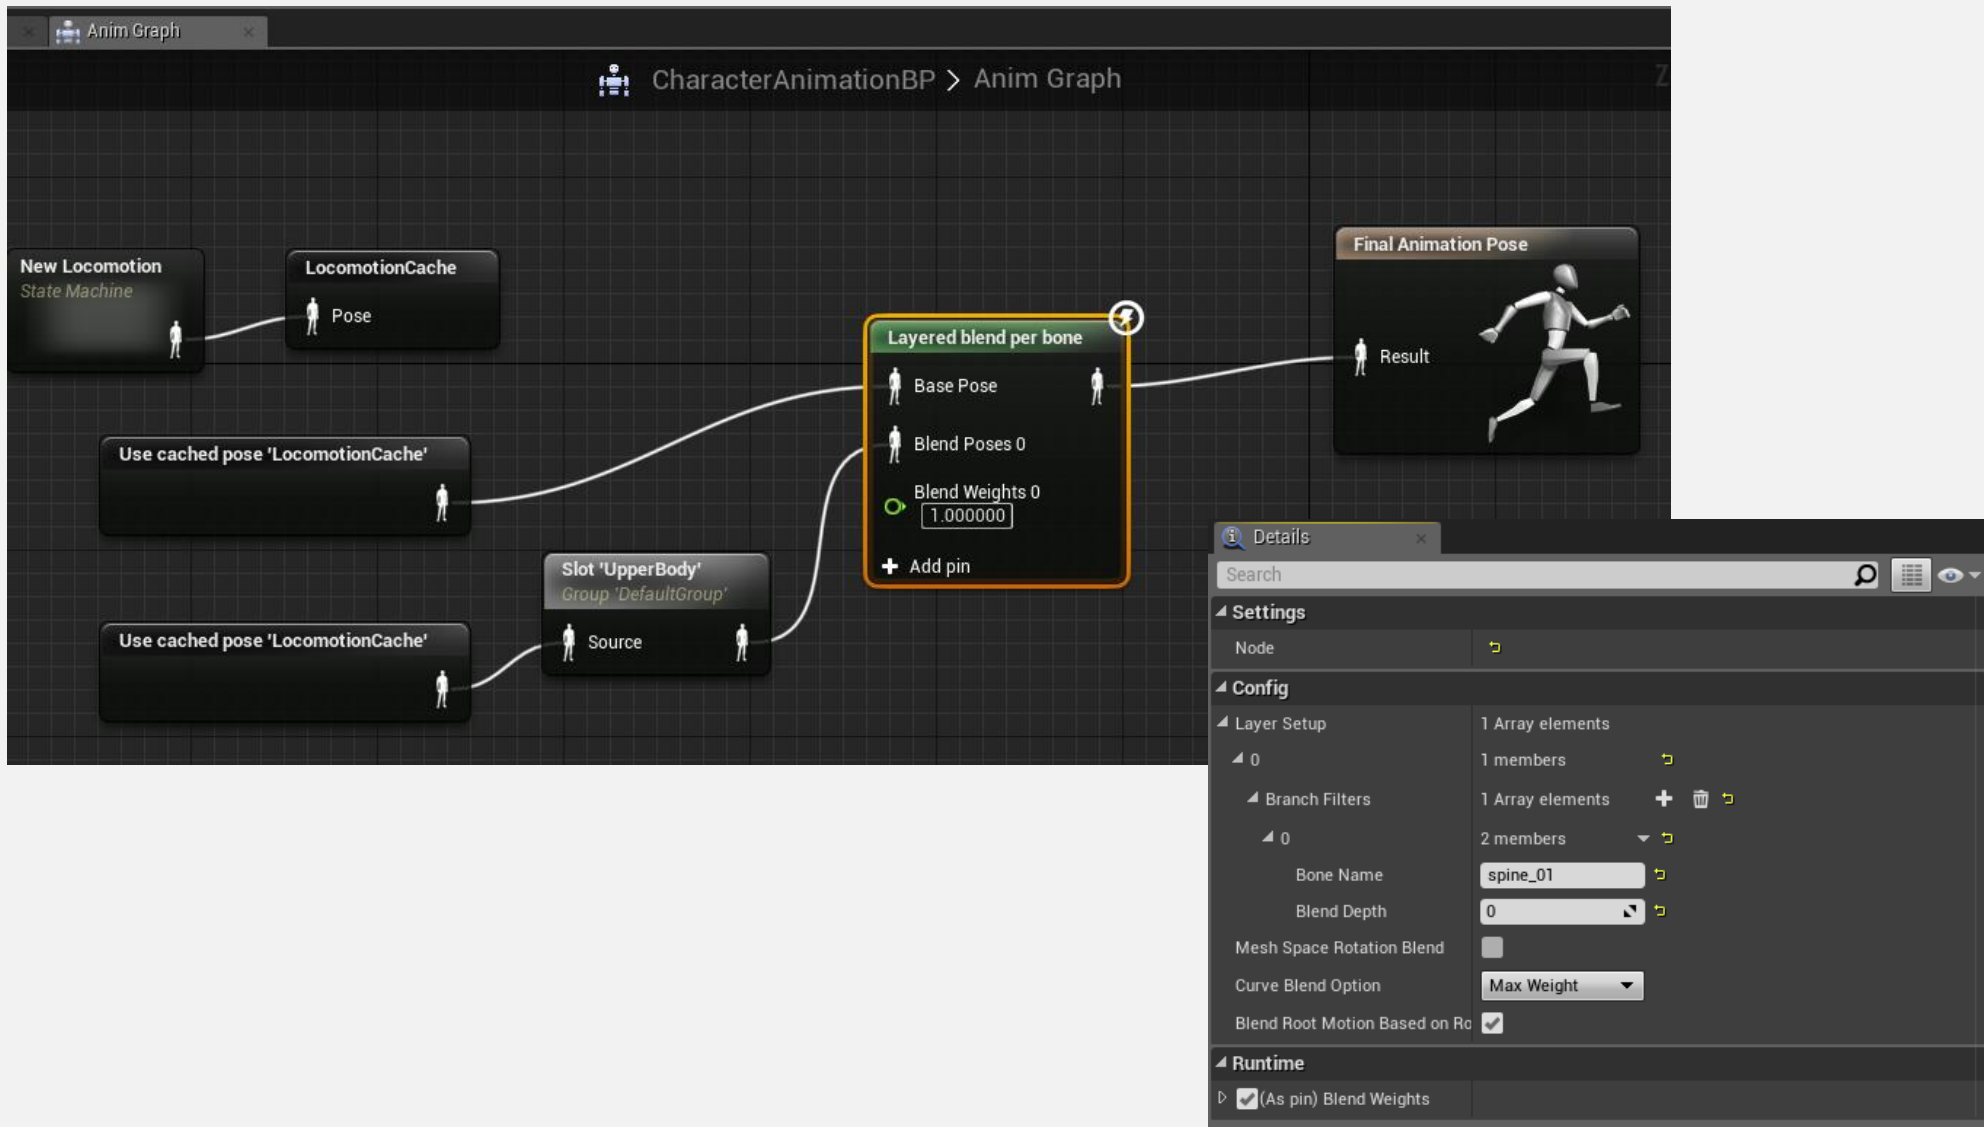 Anim Graph
CharacterAnimationBP > Anim Graph
New Locomotion
State Machine
LocomotionCache
Pose
Final Animation Pose
Result
Layered blend per bone
Base Pose
Blend Poses 0
Blend Weights 0
1.000000
Add pin
Use cached pose 'LocomotionCache'
Slot 'UpperBody'
Group 'DefaultGroup'
Source
Use cached pose 'LocomotionCache'
Details
Search
Settings
Node
Config
Layer Setup 1 Array elements
0 1 members
Branch Filters 1 Array elements
0 2 members
Bone Name spine_01
Blend Depth 0
Mesh Space Rotation Blend
Curve Blend Option Max Weight
Blend Root Motion Based on Ro
Runtime
(As pin) Blend Weights